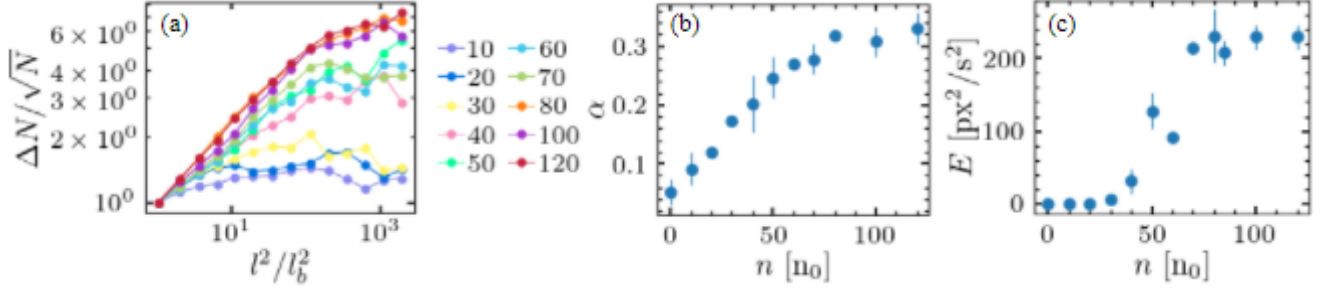 (a)
6 × 10⁰
4 × 10⁰
3 × 10⁰
2 × 10⁰
10⁰
ΔN/√N
10¹
10³
l²/l_b²
10
20
30
40
50
60
70
80
100
120
(b)
0.3
0.2
0.1
α
0
50
100
n [n₀]
(c)
200
100
0
E [px²/s²]
0
50
100
n [n₀]